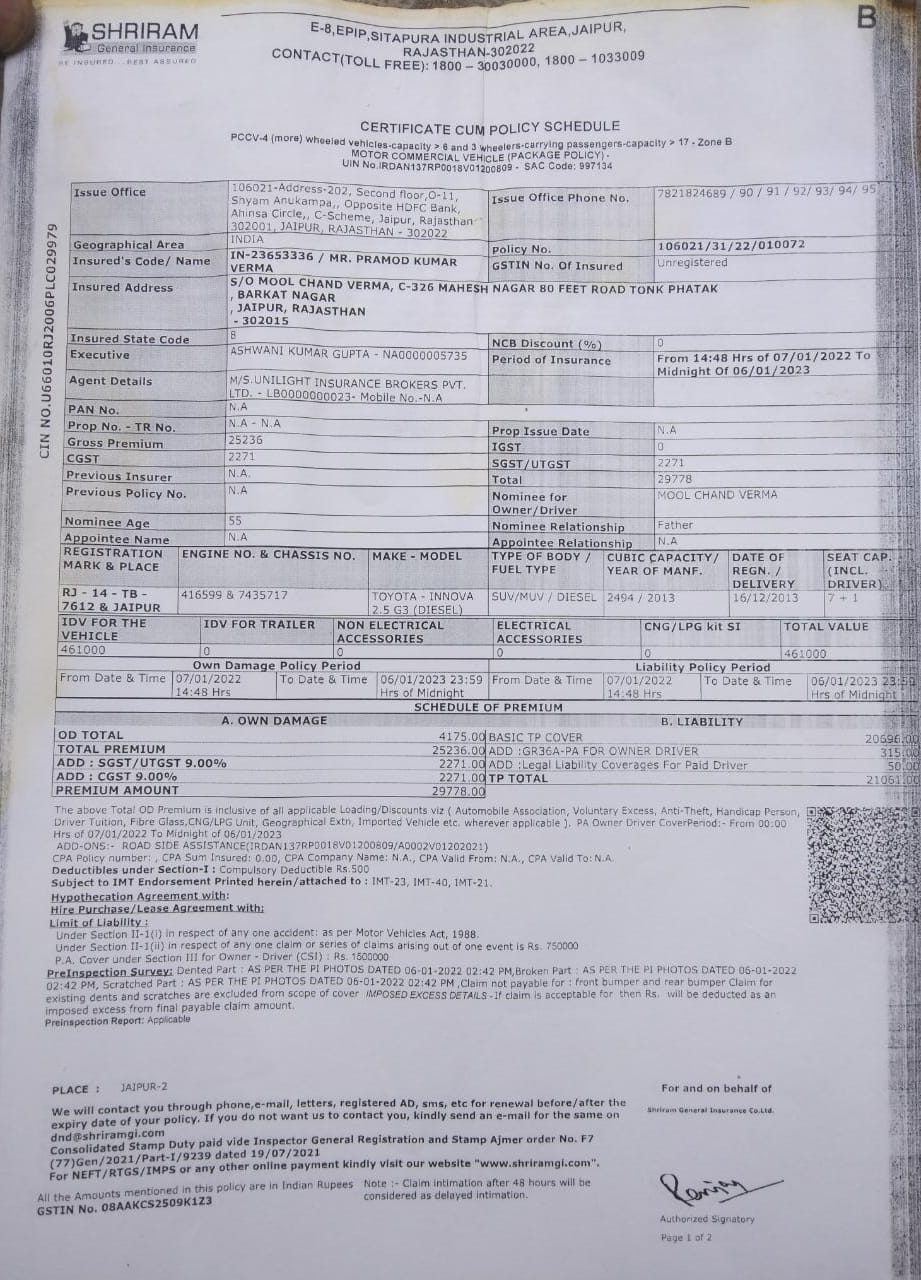 B
SHRIRAM
General Insurance
BE INSURED...REST ASSURED
E-8,EPIP,SITAPURA INDUSTRIAL AREA,JAIPUR,
RAJASTHAN-302022
CONTACT(TOLL FREE): 1800 - 30030000, 1800 - 1033009
CERTIFICATE CUM POLICY SCHEDULE
PCCV-4 (more) wheeled vehicles-capacity > 6 and 3 wheelers-carrying passengers-capacity > 17 - Zone B
MOTOR COMMERCIAL VEHICLE (PACKAGE POLICY) -
UIN No.IRDAN137RP0018V01200809 - SAC Code: 997134
CIN NO.U66010RJ2006PLC029979
Issue Office 106021-Address-202, Second floor,O-11, Issue Office Phone No. 7821824689 / 90 / 91 / 92/ 93/ 94/ 95
Shyam Anukampa,, Opposite HDFC Bank,
Ahinsa Circle,, C-Scheme, Jaipur, Rajasthan
302001, JAIPUR, RAJASTHAN - 302022
Geographical Area INDIA Policy No. 106021/31/22/010072
Insured's Code/ Name IN-23653336 / MR. PRAMOD KUMAR GSTIN No. Of Insured Unregistered
VERMA
Insured Address S/O MOOL CHAND VERMA, C-326 MAHESH NAGAR 80 FEET ROAD TONK PHATAK
, BARKAT NAGAR
, JAIPUR, RAJASTHAN
- 302015
Insured State Code 8 NCB Discount (%) 0
Executive ASHWANI KUMAR GUPTA - NA0000005735 Period of Insurance From 14:48 Hrs of 07/01/2022 To
Midnight Of 06/01/2023
Agent Details M/S.UNILIGHT INSURANCE BROKERS PVT.
LTD. - LB0000000023- Mobile No.-N.A
PAN No. N.A
Prop No. - TR No. N.A - N.A Prop Issue Date N.A
Gross Premium 25236 IGST 0
CGST 2271 SGST/UTGST 2271
Previous Insurer N.A. Total 29778
Previous Policy No. N.A Nominee for MOOL CHAND VERMA
Owner/Driver
Nominee Age 55 Nominee Relationship Father
Appointee Name N.A Appointee Relationship N.A
REGISTRATION ENGINE NO. & CHASSIS NO. MAKE - MODEL TYPE OF BODY / CUBIC CAPACITY/ DATE OF SEAT CAP.
MARK & PLACE FUEL TYPE YEAR OF MANF. REGN. / (INCL.
DELIVERY DRIVER)
RJ - 14 - TB - 416599 & 7435717 TOYOTA - INNOVA SUV/MUV / DIESEL 2494 / 2013 16/12/2013 7 + 1
7612 & JAIPUR 2.5 G3 (DIESEL)
IDV FOR THE IDV FOR TRAILER NON ELECTRICAL ELECTRICAL CNG/LPG kit SI TOTAL VALUE
VEHICLE ACCESSORIES ACCESSORIES
461000 0 0 0 0 461000
Own Damage Policy Period Liability Policy Period
From Date & Time 07/01/2022 To Date & Time 06/01/2023 23:59 From Date & Time 07/01/2022 To Date & Time 06/01/2023 23:59
14:48 Hrs Hrs of Midnight 14:48 Hrs Hrs of Midnight
SCHEDULE OF PREMIUM
A. OWN DAMAGE B. LIABILITY
OD TOTAL 4175.00 BASIC TP COVER 20696.00
TOTAL PREMIUM 25236.00 ADD :GR36A-PA FOR OWNER DRIVER 315.00
ADD : SGST/UTGST 9.00% 2271.00 ADD :Legal Liability Coverages For Paid Driver 50.00
ADD : CGST 9.00% 2271.00 TP TOTAL 21061.00
PREMIUM AMOUNT 29778.00
The above Total OD Premium is inclusive of all applicable Loading/Discounts viz ( Automobile Association, Voluntary Excess, Anti-Theft, Handicap Person,
Driver Tuition, Fibre Glass,CNG/LPG Unit, Geographical Extn, Imported Vehicle etc. wherever applicable ). PA Owner Driver CoverPeriod:- From 00:00
Hrs of 07/01/2022 To Midnight of 06/01/2023
ADD-ONS:- ROAD SIDE ASSISTANCE(IRDAN137RP0018V01200809/A0002V01202021)
CPA Policy number: , CPA Sum Insured: 0.00, CPA Company Name: N.A., CPA Valid From: N.A., CPA Valid To: N.A.
Deductibles under Section-I : Compulsory Deductible Rs.500
Subject to IMT Endorsement Printed herein/attached to : IMT-23, IMT-40, IMT-21.
Hypothecation Agreement with:
Hire Purchase/Lease Agreement with:
Limit of Liability :
Under Section II-1(i) in respect of any one accident: as per Motor Vehicles Act, 1988.
Under Section II-1(ii) in respect of any one claim or series of claims arising out of one event is Rs. 750000
P.A. Cover under Section III for Owner - Driver (CSI) : Rs. 1500000
PreInspection Survey: Dented Part : AS PER THE PI PHOTOS DATED 06-01-2022 02:42 PM,Broken Part : AS PER THE PI PHOTOS DATED 06-01-2022
02:42 PM, Scratched Part : AS PER THE PI PHOTOS DATED 06-01-2022 02:42 PM ,Claim not payable for : front bumper and rear bumper Claim for
existing dents and scratches are excluded from scope of cover IMPOSED EXCESS DETAILS -If claim is acceptable for then Rs. will be deducted as an
imposed excess from final payable claim amount.
Preinspection Report: Applicable
PLACE : JAIPUR-2
For and on behalf of
Shriram General Insurance Co.Ltd.
We will contact you through phone,e-mail, letters, registered AD, sms, etc for renewal before/after the
expiry date of your policy. If you do not want us to contact you, kindly send an e-mail for the same on
dnd@shriramgi.com
Consolidated Stamp Duty paid vide Inspector General Registration and Stamp Ajmer order No. F7
(77)Gen/2021/Part-I/9239 dated 19/07/2021
For NEFT/RTGS/IMPS or any other online payment kindly visit our website "www.shriramgi.com".
All the Amounts mentioned in this policy are in Indian Rupees Note :- Claim intimation after 48 hours will be
considered as delayed intimation.
GSTIN No. 08AAKCS2509K1Z3
Authorized Signatory
Page 1 of 2